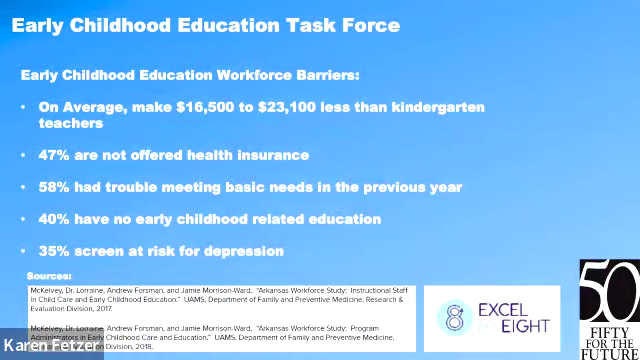 Early Childhood Education Task Force
Early Childhood Education Workforce Barriers:
• On Average, make $16,500 to $23,100 less than kindergarten
teachers
• 47% are not offered health insurance
• 58% had trouble meeting basic needs in the previous year
• 40% have no early childhood related education
• 35% screen at risk for depression
Sources:
McKelvey, Dr. Lorraine, Andrew Forsman, and Jamie Morrison-Ward. "Arkansas Workforce Study: Instructional Staff
in Child Care and Early Childhood Education." UAMS, Department of Family and Preventive Medicine, Research &
Evaluation Division, 2017.
McKelvey, Dr. Lorraine, Andrew Forsman, and Jamie Morrison-Ward. "Arkansas Workforce Study: Program
Administrators in Early Childhood Care and Education." UAMS, Department of Family and Preventive Medicine,
Division, 2018.
Karen Fetzer
8
EXCEL
EIGHT
50
FIFTY
FOR THE
FUTURE